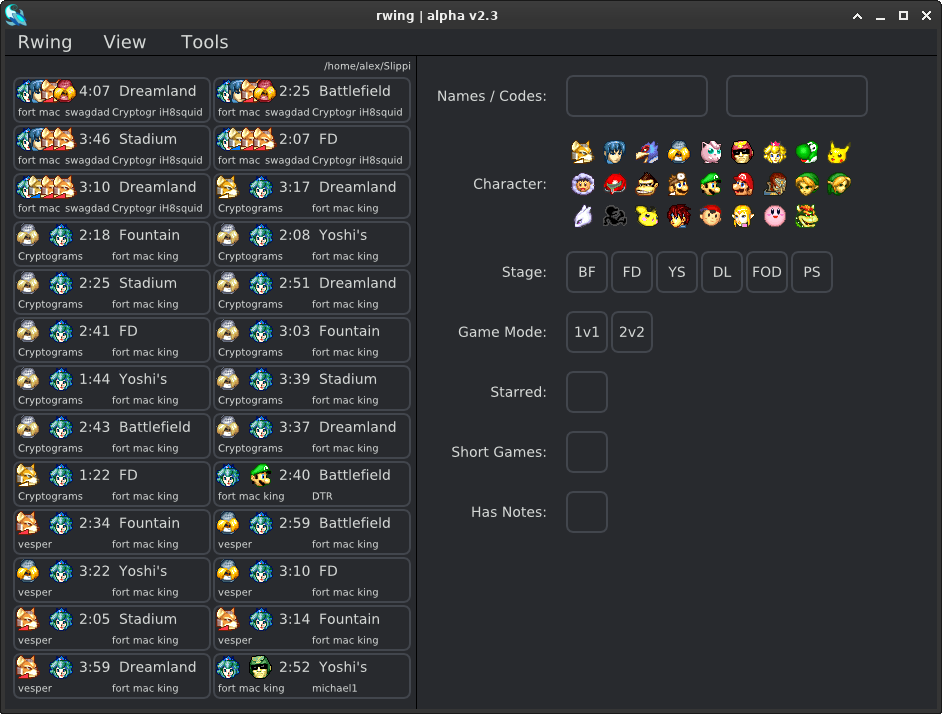 rwing | alpha v2.3
Rwing View Tools
/home/alex/Slippi
4:07 Dreamland
fort mac swagdad Cryptogr iH8squid
2:25 Battlefield
fort mac swagdad Cryptogr iH8squid
3:46 Stadium
fort mac swagdad Cryptogr iH8squid
2:07 FD
fort mac swagdad Cryptogr iH8squid
3:10 Dreamland
fort mac swagdad Cryptogr iH8squid
3:17 Dreamland
Cryptograms fort mac king
2:18 Fountain
Cryptograms fort mac king
2:08 Yoshi's
Cryptograms fort mac king
2:25 Stadium
Cryptograms fort mac king
2:51 Dreamland
Cryptograms fort mac king
2:41 FD
Cryptograms fort mac king
3:03 Fountain
Cryptograms fort mac king
1:44 Yoshi's
Cryptograms fort mac king
3:39 Stadium
Cryptograms fort mac king
2:43 Battlefield
Cryptograms fort mac king
3:37 Dreamland
Cryptograms fort mac king
1:22 FD
Cryptograms fort mac king
2:40 Battlefield
fort mac king DTR
2:34 Fountain
vesper fort mac king
2:59 Battlefield
vesper fort mac king
3:22 Yoshi's
vesper fort mac king
3:10 FD
vesper fort mac king
2:05 Stadium
vesper fort mac king
3:14 Fountain
vesper fort mac king
3:59 Dreamland
vesper fort mac king
2:52 Yoshi's
fort mac king michael1
Names / Codes:
Character:
Stage: BF FD YS DL FOD PS
Game Mode: 1v1 2v2
Starred:
Short Games:
Has Notes: